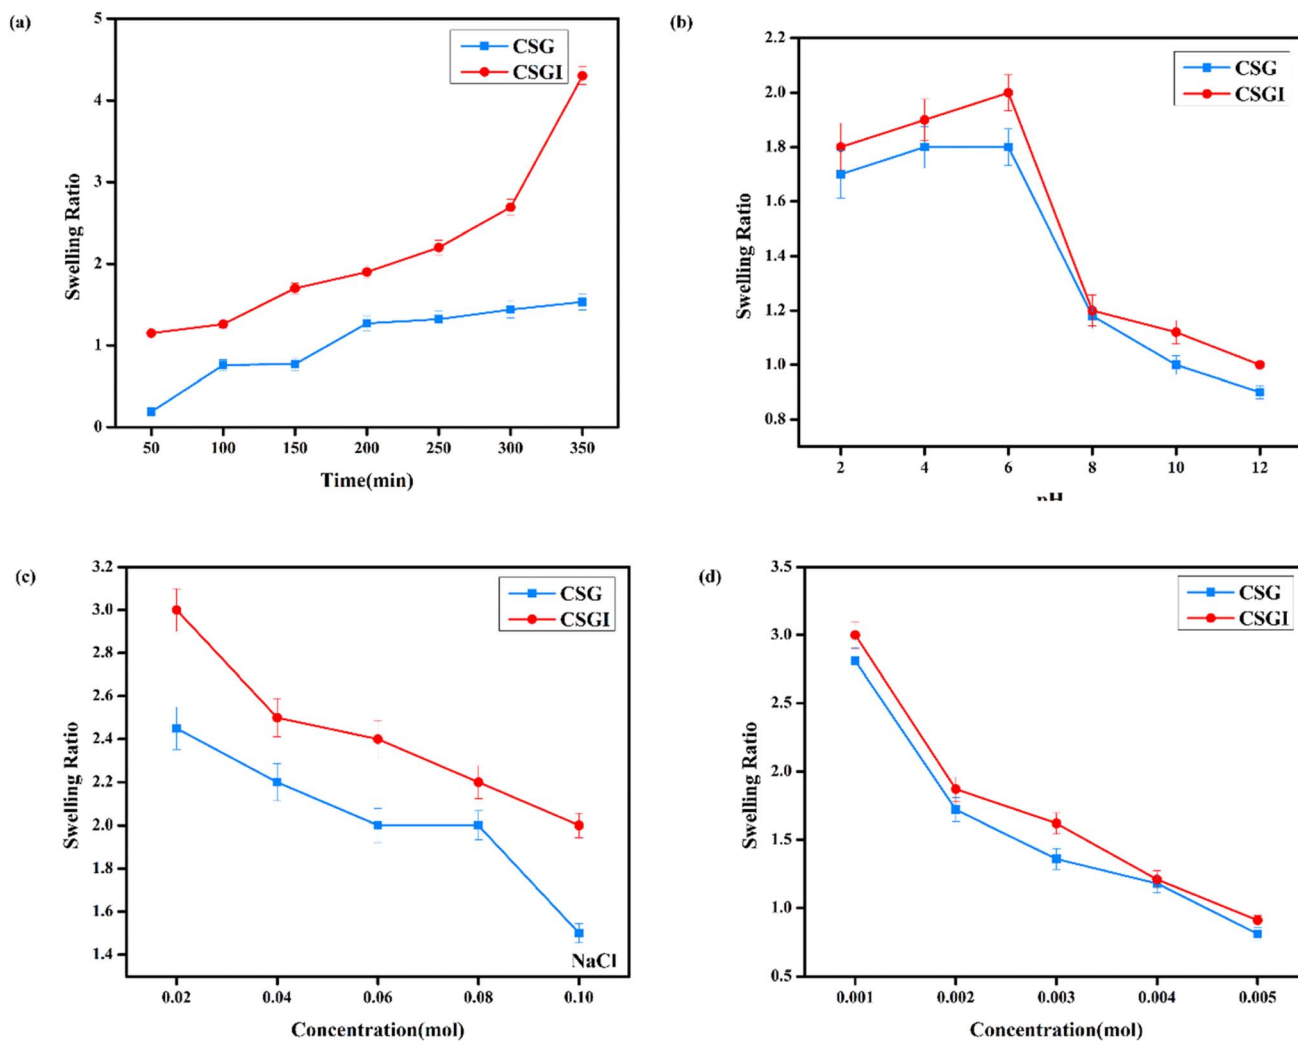 (a)
5
4
3
2
1
0
Swelling Ratio
CSG
CSGI
50 100 150 200 250 300 350
Time(min)
(b)
2.2
2.0
1.8
1.6
1.4
1.2
1.0
0.8
Swelling Ratio
CSG
CSGI
2 4 6 8 10 12
pH
(c)
3.2
3.0
2.8
2.6
2.4
2.2
2.0
1.8
1.6
1.4
Swelling Ratio
CSG
CSGI
NaCl
0.02 0.04 0.06 0.08 0.10
Concentration(mol)
(d)
3.5
3.0
2.5
2.0
1.5
1.0
0.5
Swelling Ratio
CSG
CSGI
0.001 0.002 0.003 0.004 0.005
Concentration(mol)